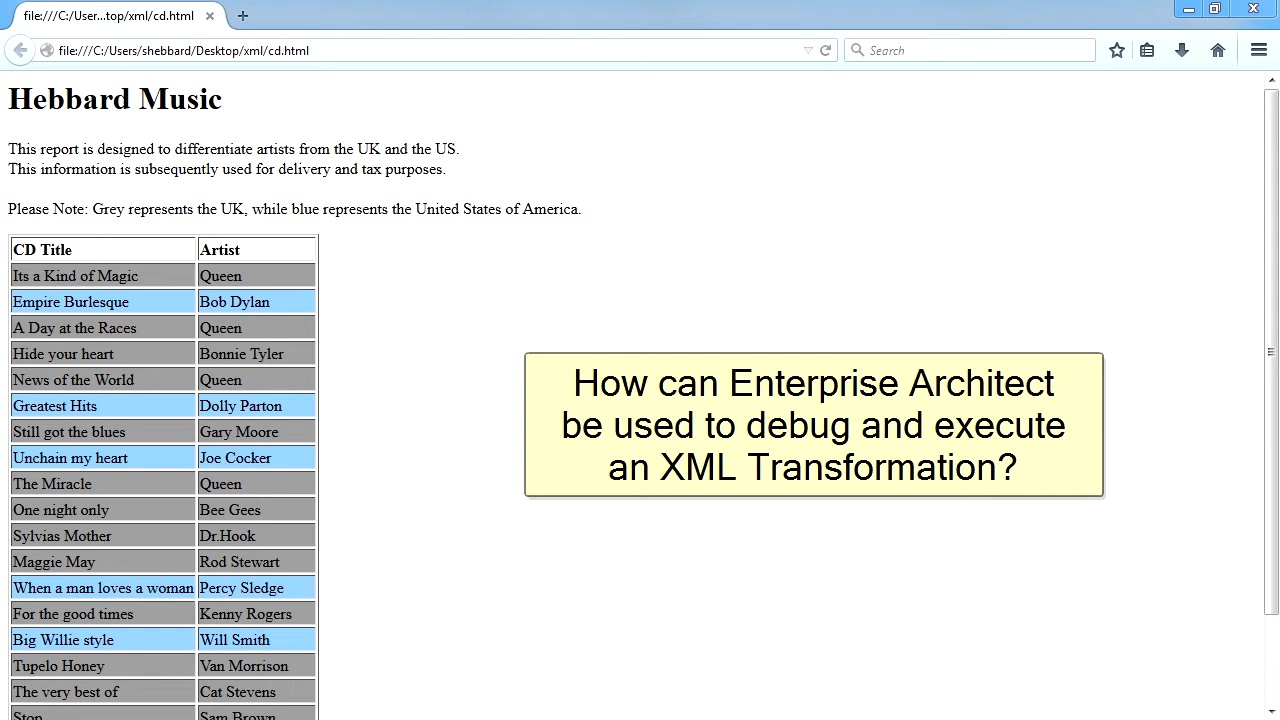 file:///C:/User...top/xml/cd.html
file:///C:/Users/shebbard/Desktop/xml/cd.html
Search
Hebbard Music
This report is designed to differentiate artists from the UK and the US.
This information is subsequently used for delivery and tax purposes.
Please Note: Grey represents the UK, while blue represents the United States of America.
CD Title Artist
Its a Kind of Magic Queen
Empire Burlesque Bob Dylan
A Day at the Races Queen
Hide your heart Bonnie Tyler
News of the World Queen
Greatest Hits Dolly Parton
Still got the blues Gary Moore
Unchain my heart Joe Cocker
The Miracle Queen
One night only Bee Gees
Sylvias Mother Dr.Hook
Maggie May Rod Stewart
When a man loves a woman Percy Sledge
For the good times Kenny Rogers
Big Willie style Will Smith
Tupelo Honey Van Morrison
The very best of Cat Stevens
Stop Sam Brown
How can Enterprise Architect
be used to debug and execute
an XML Transformation?